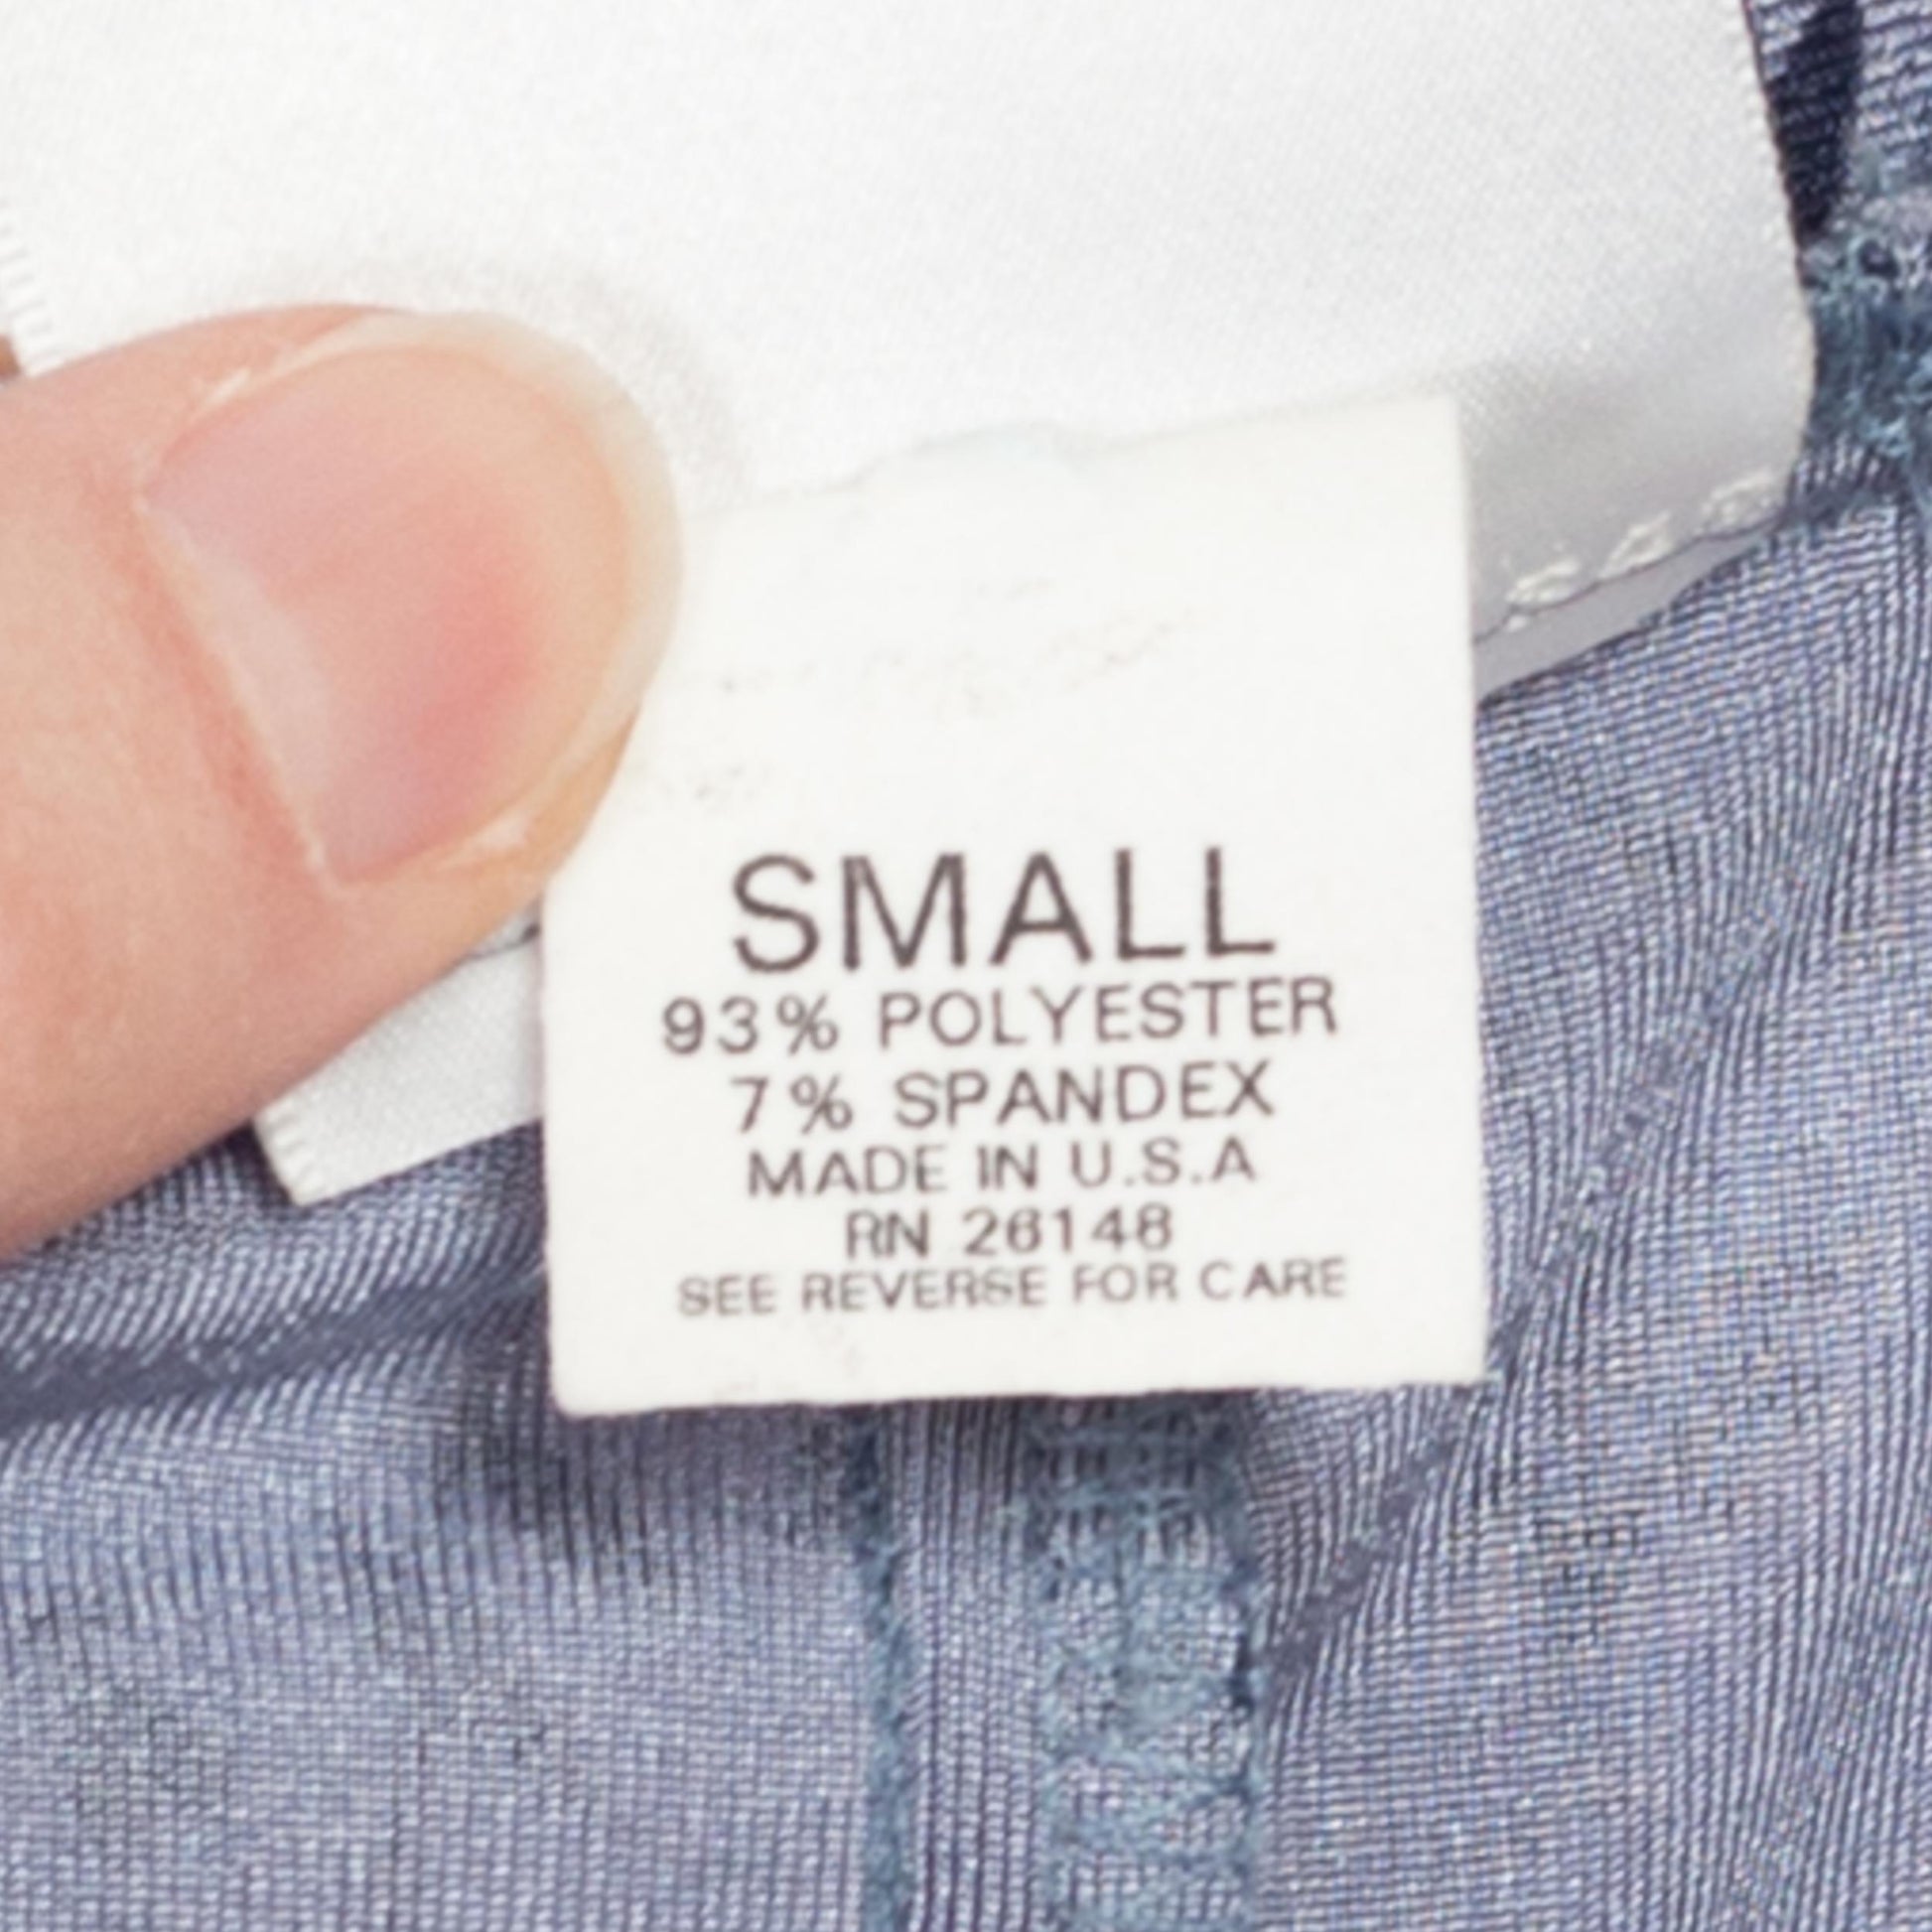 SMALL
93% POLYESTER
7% SPANDEX
MADE IN U.S.A
RN 26148
SEE REVERSE FOR CARE